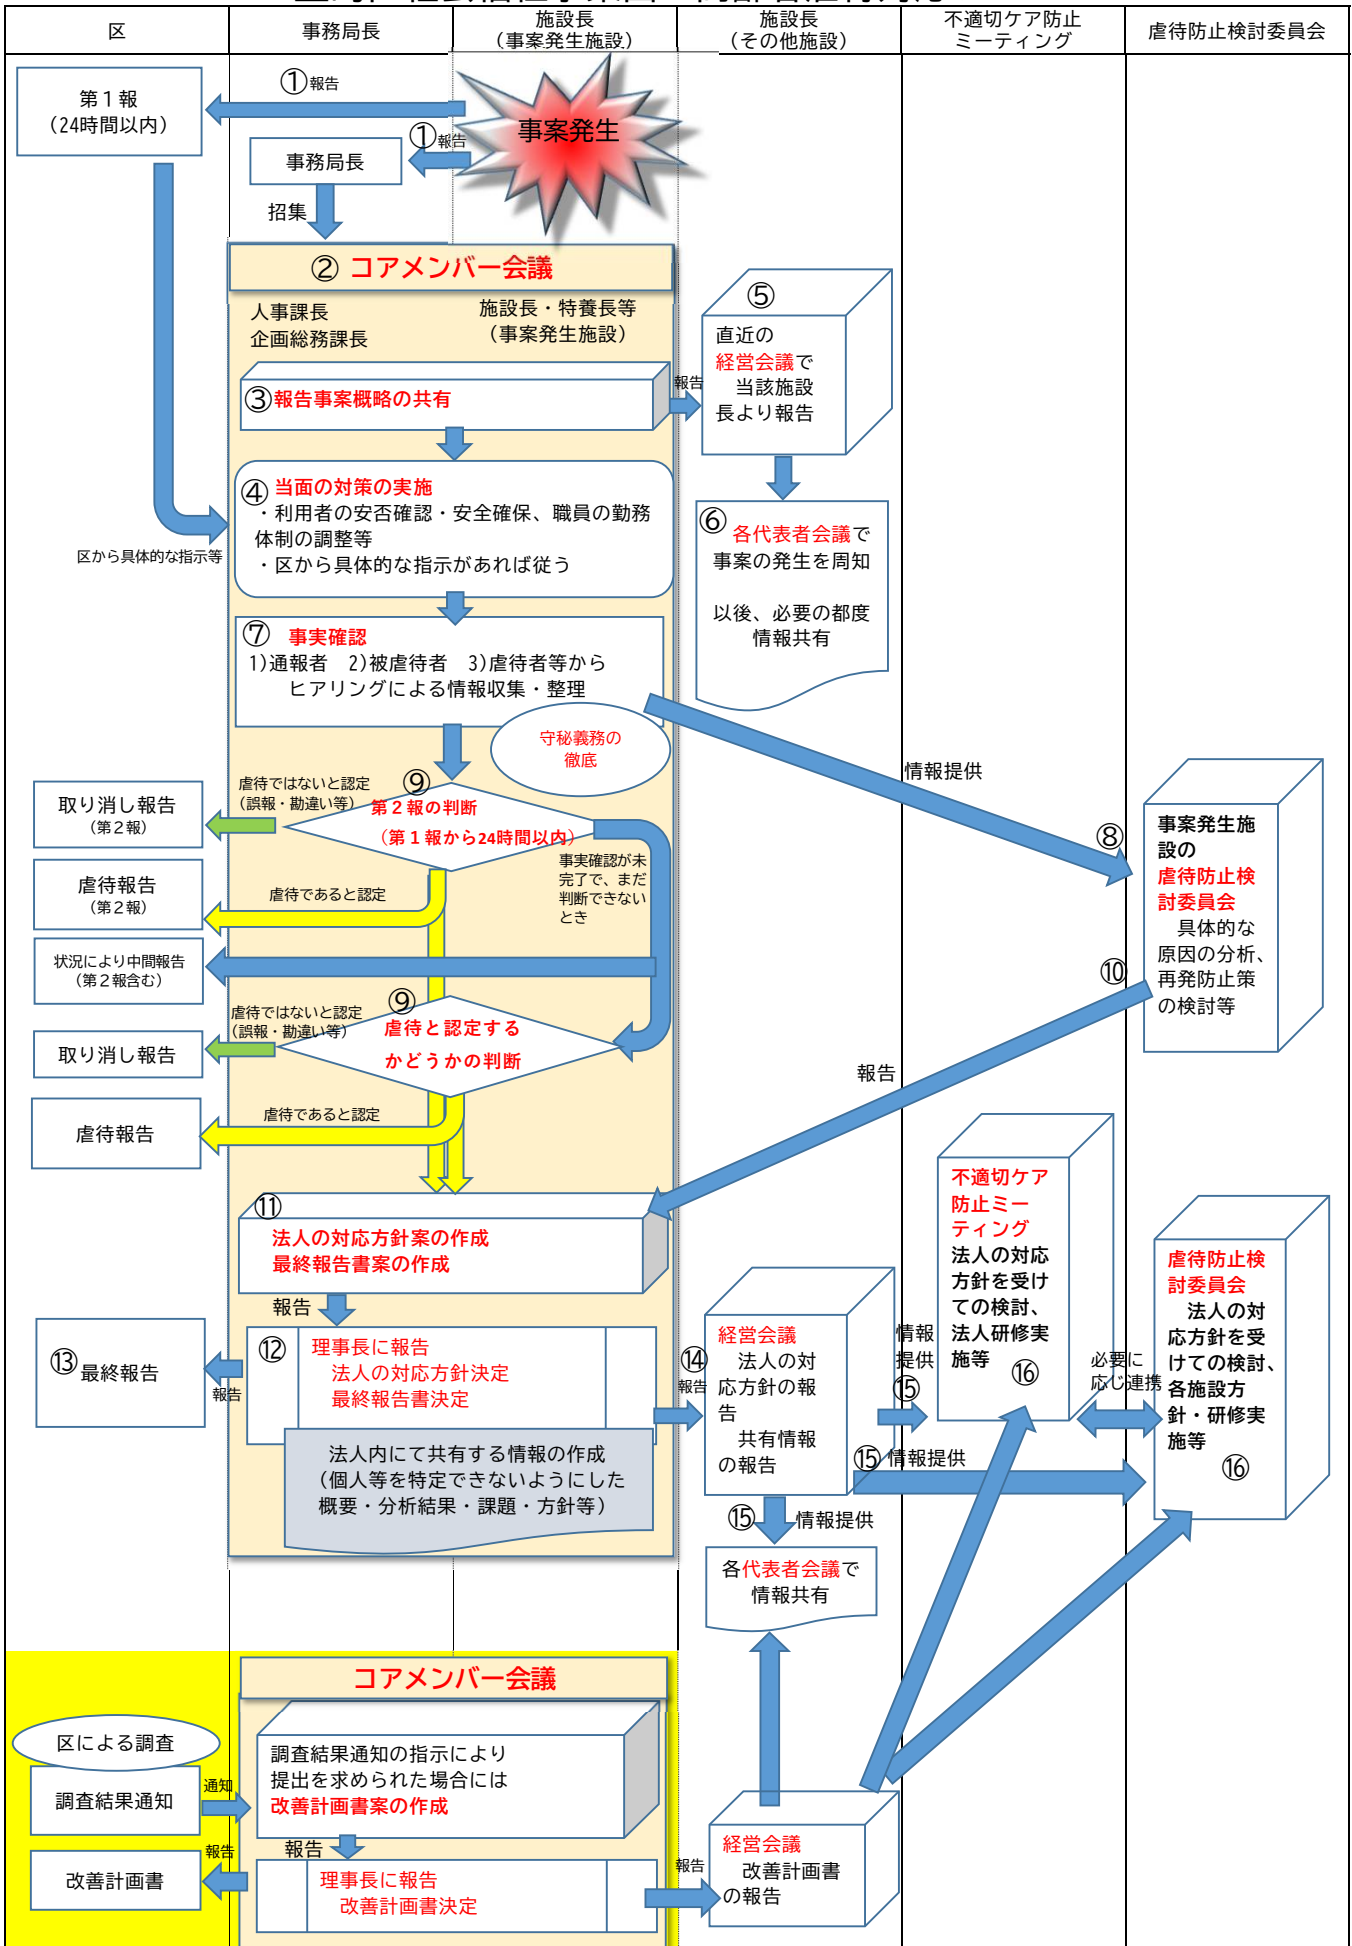 区
事務局長
施設長
（事案発生施設）
施設長
（その他施設）
不適切ケア防止
ミーティング
虐待防止検討委員会
①報告
第１報
（24時間以内）
事案発生
①報告
事務局長
招集
② コアメンバー会議
人事課長
企画総務課長
施設長・特養長等
（事案発生施設）
③報告事案概略の共有
報告
⑤
直近の
経営会議で
当該施設
長より報告
④ 当面の対策の実施
・利用者の安否確認・安全確保、職員の勤務
体制の調整等
・区から具体的な指示があれば従う
区から具体的な指示等
⑥
各代表者会議で
事案の発生を周知
以後、必要の都度
情報共有
⑦ 事実確認
1)通報者　2)被虐待者　3)虐待者等から
ヒアリングによる情報収集・整理
守秘義務の
徹底
情報提供
⑧
事案発生施
設の
虐待防止検
討委員会
具体的な
原因の分析、
再発防止策
の検討等
⑨
第２報の判断
（第１報から24時間以内）
虐待ではないと認定
（誤報・勘違い等）
取り消し報告
（第２報）
虐待であると認定
虐待報告
（第２報）
事実確認が未
完了で、まだ
判断できない
とき
状況により中間報告
（第２報含む）
⑨
虐待と認定する
かどうかの判断
虐待ではないと認定
（誤報・勘違い等）
取り消し報告
虐待であると認定
虐待報告
⑩
報告
⑪
法人の対応方針案の作成
最終報告書案の作成
報告
⑫ 理事長に報告
法人の対応方針決定
最終報告書決定
報告
⑬最終報告
法人内にて共有する情報の作成
（個人等を特定できないようにした
概要・分析結果・課題・方針等）
⑭
報告
経営会議
法人の対
応方針の報
告
共有情報
の報告
情報
提供
⑮
不適切ケア
防止ミー
ティング
法人の対応
方針を受け
ての検討、
法人研修実
施等
⑯
必要に
応じ連携
虐待防止検
討委員会
法人の対
応方針を受
けての検討、
各施設方
針・研修実
施等
⑯
⑮ 情報提供
⑮ 情報提供
各代表者会議で
情報共有
コアメンバー会議
区による調査
調査結果通知
通知
調査結果通知の指示により
提出を求められた場合には
改善計画書案の作成
報告
理事長に報告
改善計画書決定
報告
改善計画書
報告
経営会議
改善計画書
の報告